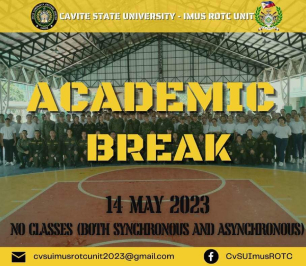 CAVITE STATE UNIVERSITY - IMUS ROTC UNIT
ACADEMIC
BREAK
14 MAY 2023
NO CLASSES (BOTH SYNCHRONOUS AND ASYNCHRONOUS)
cvsuimusrotcunit2023@gmail.com
CvSUImusROTC